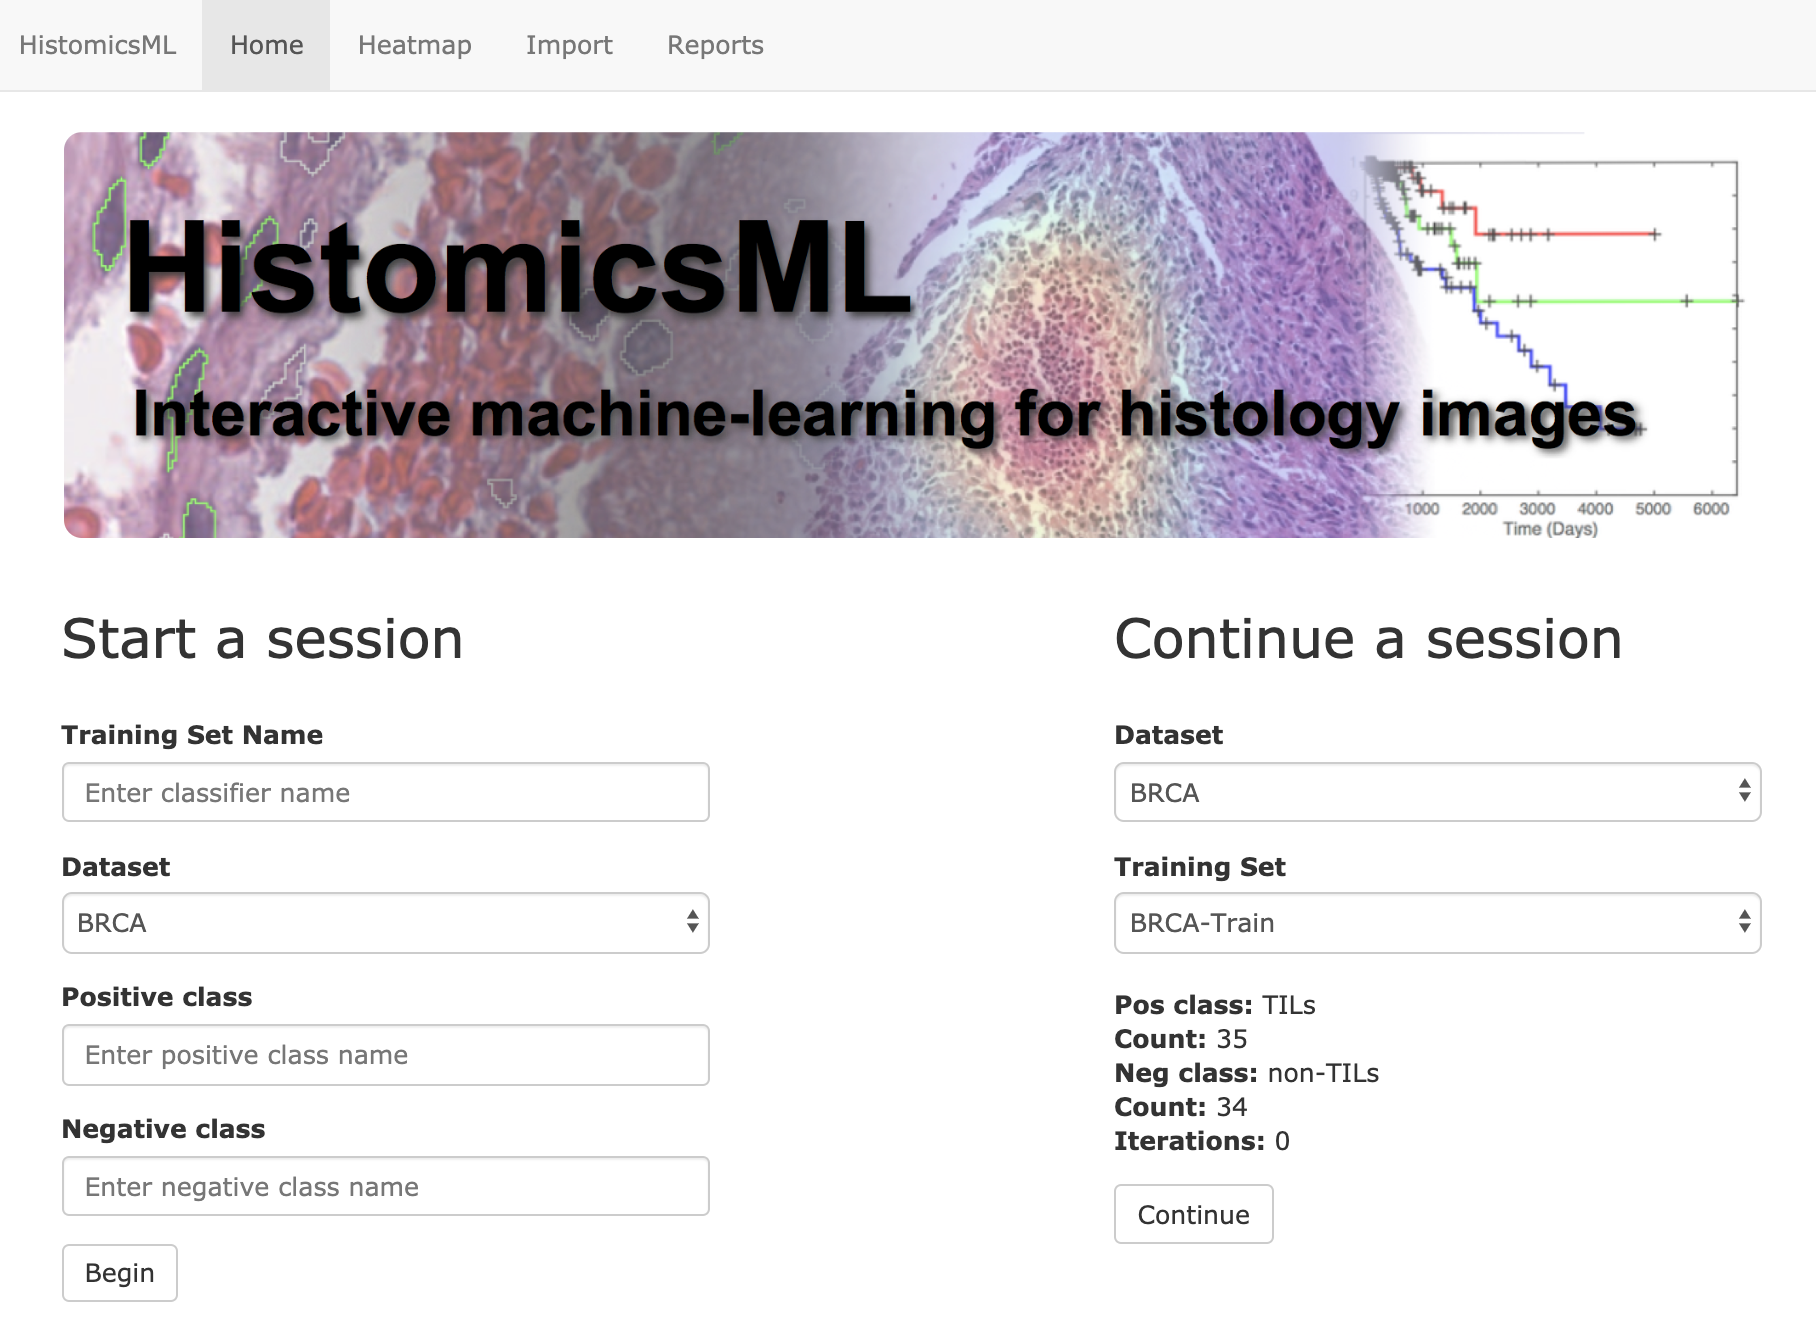 HistomicsML Home Heatmap Import Reports
HistomicsML
Interactive machine-learning for histology images
1000 2000 3000 4000 5000 6000
Time (Days)
Start a session
Training Set Name
Enter classifier name
Dataset
BRCA
Positive class
Enter positive class name
Negative class
Enter negative class name
Begin
Continue a session
Dataset
BRCA
Training Set
BRCA-Train
Pos class: TILs
Count: 35
Neg class: non-TILs
Count: 34
Iterations: 0
Continue